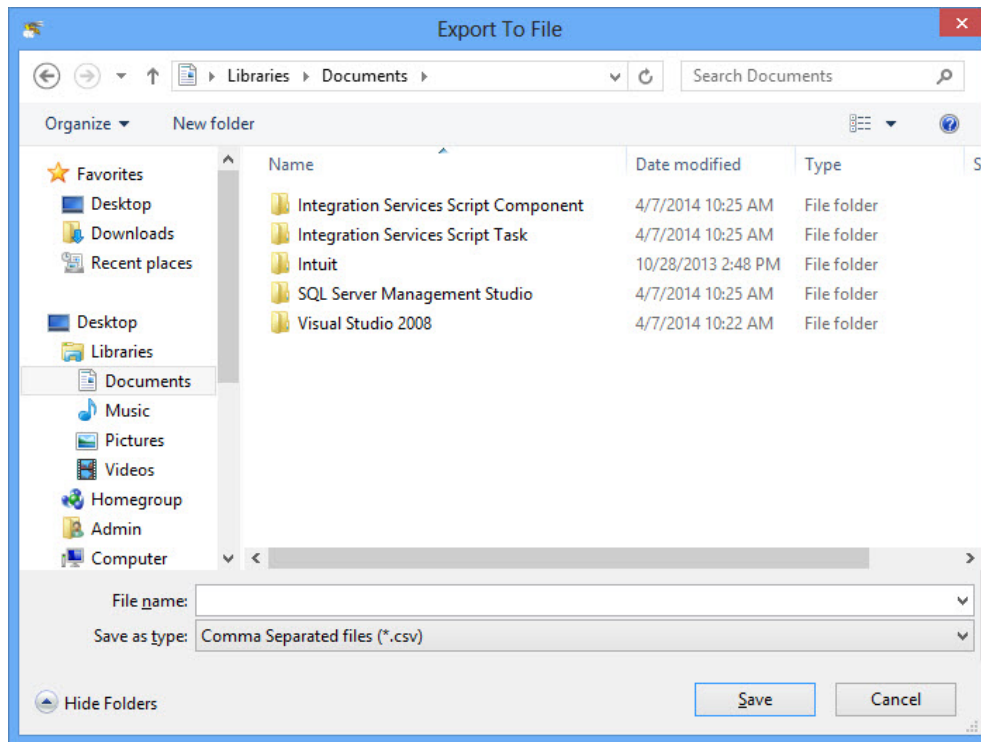 Export To File
Libraries Documents Search Documents
Organize New folder
Name Date modified Type S
Favorites
Desktop
Downloads
Recent places
Desktop
Libraries
Documents
Music
Pictures
Videos
Homegroup
Admin
Computer
Integration Services Script Component 4/7/2014 10:25 AM File folder
Integration Services Script Task 4/7/2014 10:25 AM File folder
Intuit 10/28/2013 2:48 PM File folder
SQL Server Management Studio 4/7/2014 10:25 AM File folder
Visual Studio 2008 4/7/2014 10:22 AM File folder
File name:
Save as type: Comma Separated files (*.csv)
Hide Folders Save Cancel